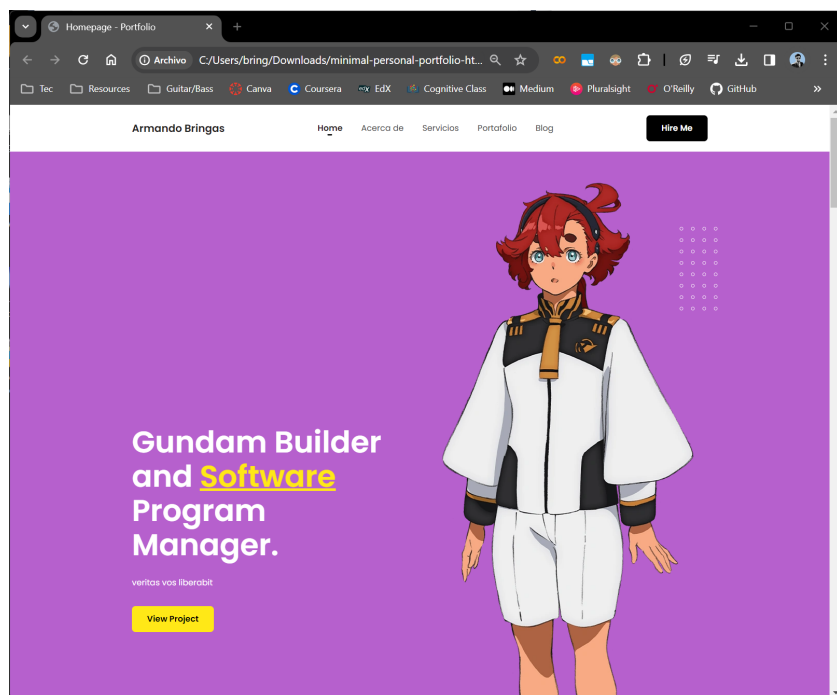 Homepage - Portfolio
Archivo C:/Users/bring/Downloads/minimal-personal-portfolio-ht...
Tec Resources Guitar/Bass Canva Coursera edX EdX Cognitive Class Medium Pluralsight O'Reilly GitHub
Armando Bringas Home Acerca de Servicios Portafolio Blog Hire Me
Gundam Builder
and Software
Program
Manager.
veritas vos liberabit
View Project